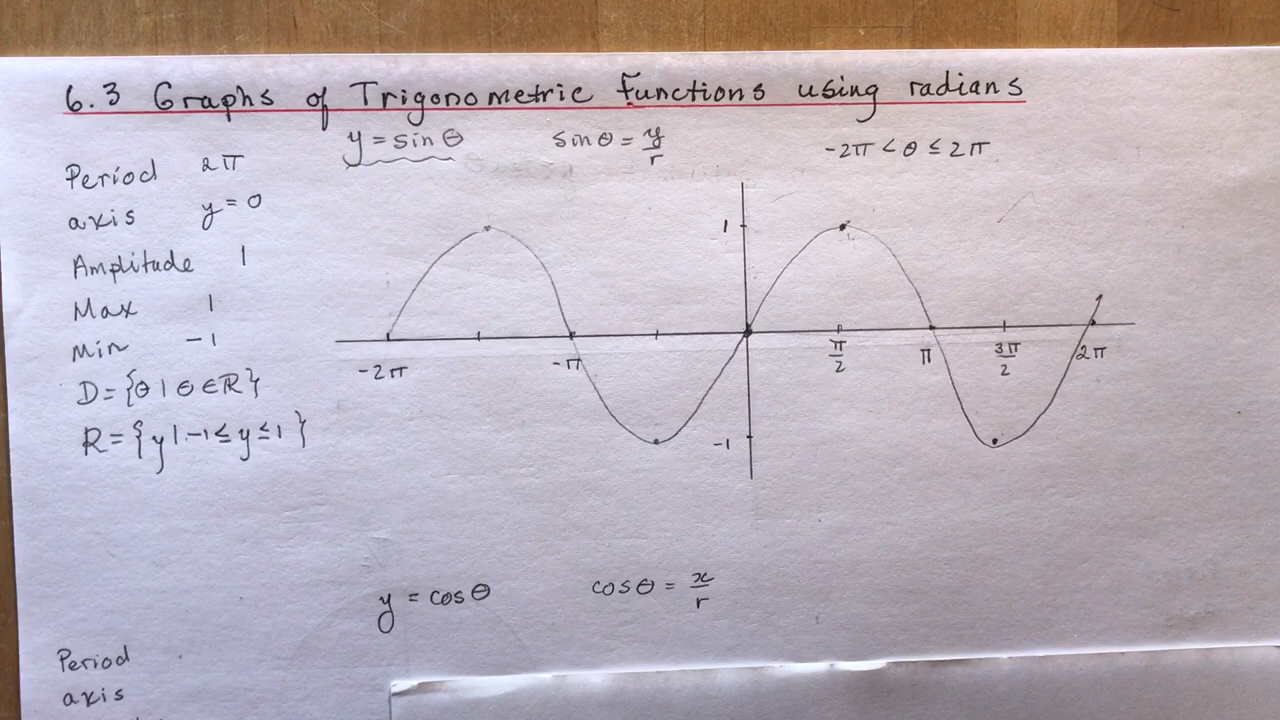 6.3 Graphs of Trigonometric Functions using radians
y = sin θ sin θ = y/r -2π < θ ≤ 2π
Period 2π
axis y = 0
Amplitude 1
Max 1
Min -1
D = {θ | θ ∈ R}
R = {y | -1 ≤ y ≤ 1}
1
-2π -π π/2 π 3π/2 2π
-1
y = cos θ cos θ = x/r
Period
axis